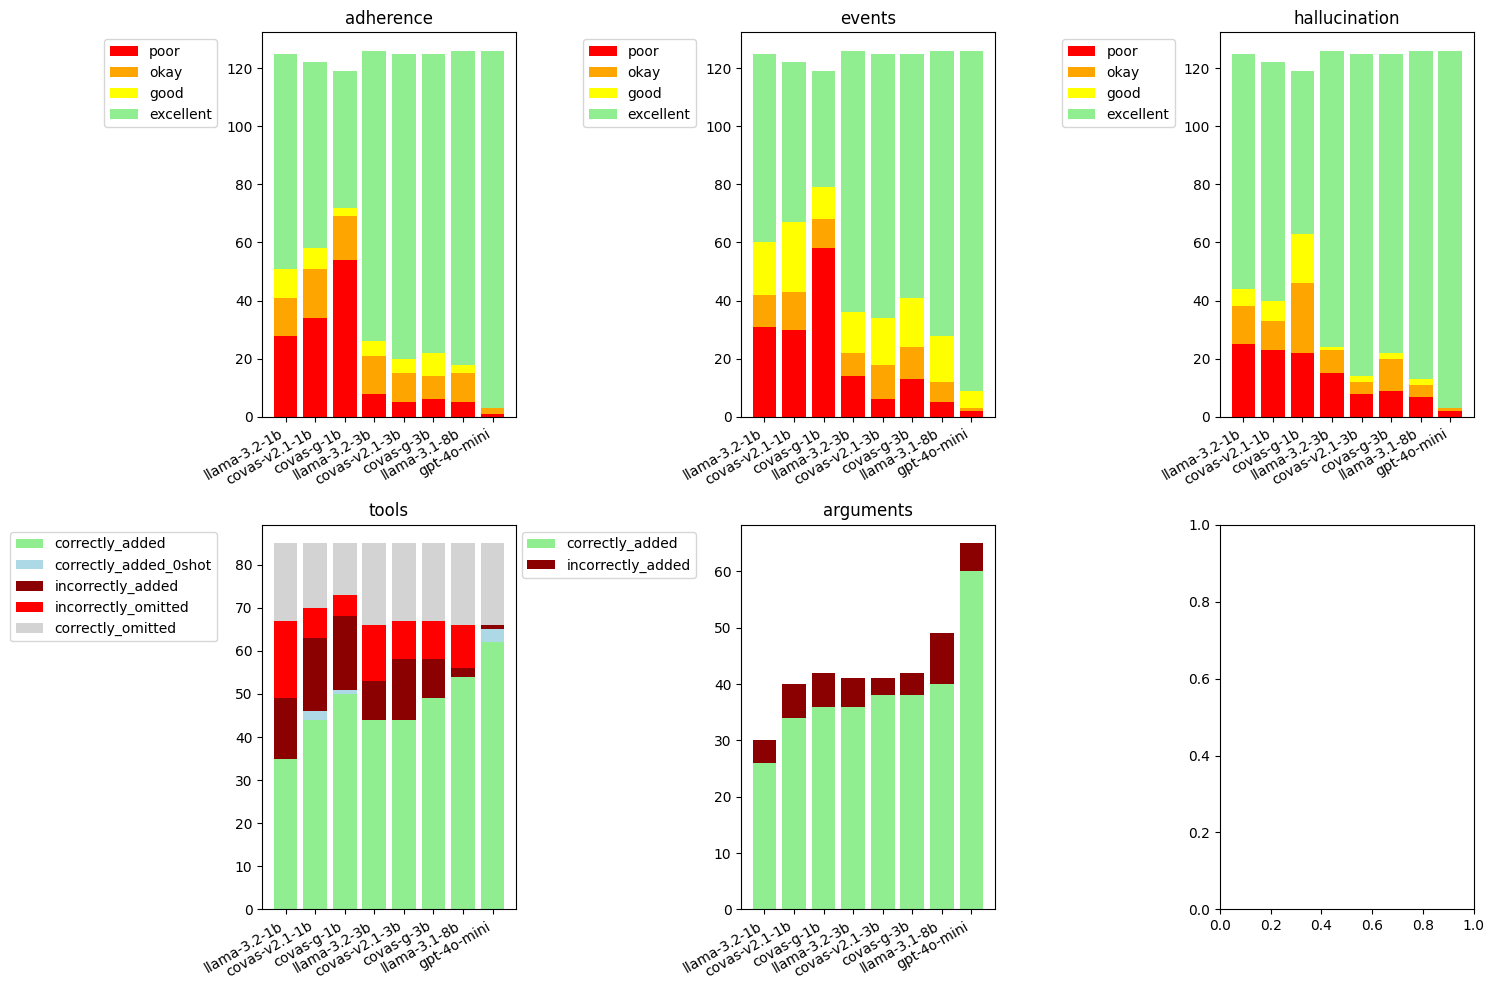 adherence
poor
okay
good
excellent
120
100
80
60
40
20
0
llama-3.2-1b
covas-v2.1-1b
covas-g-1b
llama-3.2-3b
covas-v2.1-3b
covas-g-3b
llama-3.1-8b
gpt-4o-mini
events
poor
okay
good
excellent
120
100
80
60
40
20
0
llama-3.2-1b
covas-v2.1-1b
covas-g-1b
llama-3.2-3b
covas-v2.1-3b
covas-g-3b
llama-3.1-8b
gpt-4o-mini
hallucination
poor
okay
good
excellent
120
100
80
60
40
20
0
llama-3.2-1b
covas-v2.1-1b
covas-g-1b
llama-3.2-3b
covas-v2.1-3b
covas-g-3b
llama-3.1-8b
gpt-4o-mini
tools
correctly_added
correctly_added_0shot
incorrectly_added
incorrectly_omitted
correctly_omitted
80
70
60
50
40
30
20
10
0
llama-3.2-1b
covas-v2.1-1b
covas-g-1b
llama-3.2-3b
covas-v2.1-3b
covas-g-3b
llama-3.1-8b
gpt-4o-mini
arguments
correctly_added
incorrectly_added
60
50
40
30
20
10
0
llama-3.2-1b
covas-v2.1-1b
covas-g-1b
llama-3.2-3b
covas-v2.1-3b
covas-g-3b
llama-3.1-8b
gpt-4o-mini
1.0
0.8
0.6
0.4
0.2
0.0
0.0 0.2 0.4 0.6 0.8 1.0